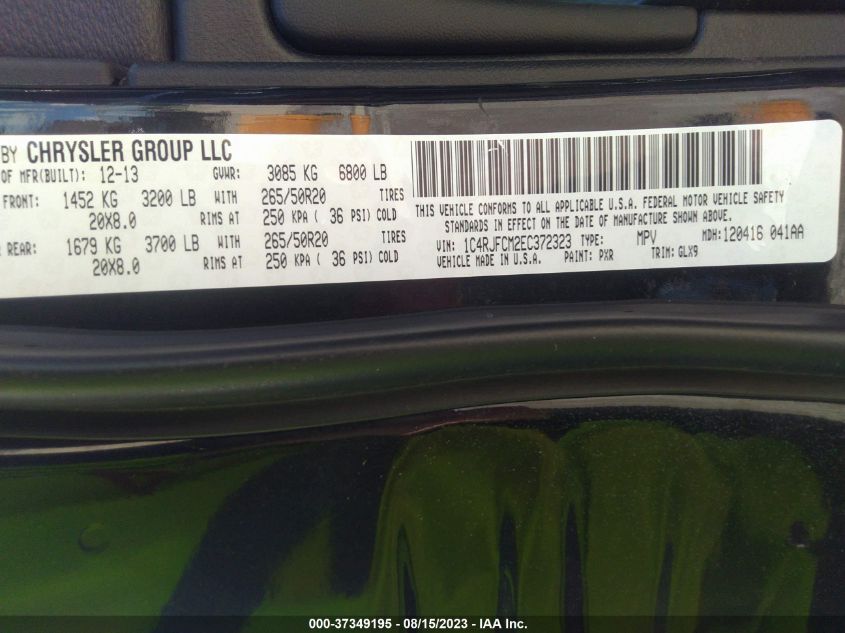 BY CHRYSLER GROUP LLC
OF MFR(BUILT): 12-13 GVWR: 3085 KG 6800 LB
FRONT: 1452 KG 3200 LB WITH 265/50R20 TIRES
20X8.0 RIMS AT 250 KPA ( 36 PSI) COLD
REAR: 1679 KG 3700 LB WITH 265/50R20 TIRES
20X8.0 RIMS AT 250 KPA ( 36 PSI) COLD
THIS VEHICLE CONFORMS TO ALL APPLICABLE U.S.A. FEDERAL MOTOR VEHICLE SAFETY
STANDARDS IN EFFECT ON THE DATE OF MANUFACTURE SHOWN ABOVE.
VIN: 1C4RJFCM2EC372323 TYPE: MPV MDH: 120416 041AA
VEHICLE MADE IN U.S.A. PAINT: PXR TRIM: GLX9
000-37349195 - 08/15/2023 - IAA Inc.